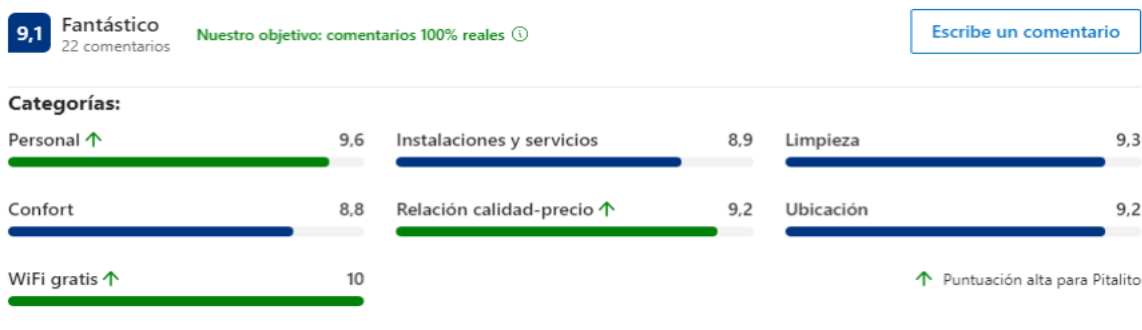 9,1 Fantástico
22 comentarios
Nuestro objetivo: comentarios 100% reales
Escribe un comentario
Categorías:
Personal ↑ 9,6
Instalaciones y servicios 8,9
Limpieza 9,3
Confort 8,8
Relación calidad-precio ↑ 9,2
Ubicación 9,2
WiFi gratis ↑ 10
↑ Puntuación alta para Pitalito